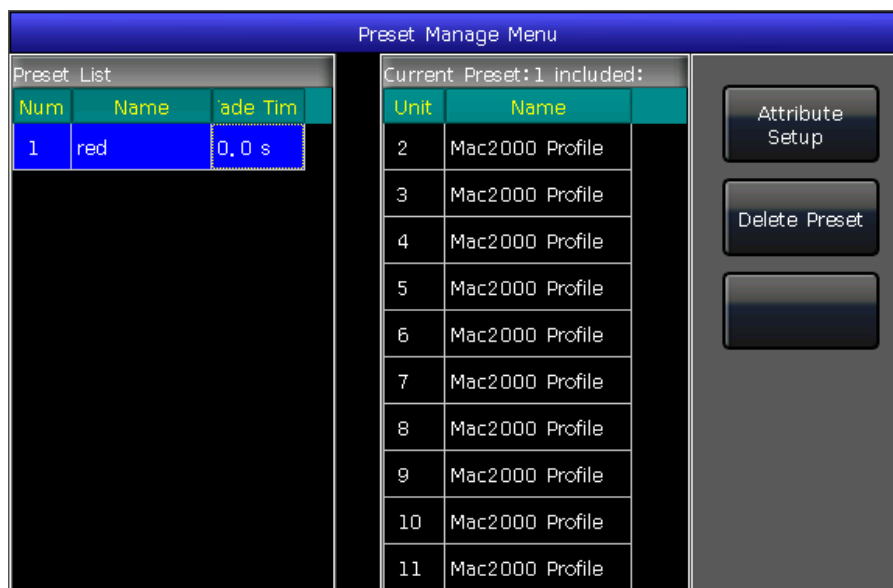 Preset Manage Menu
Preset List
Num Name ade Tim
1 red 0.0 s
Current Preset:1 included:
Unit Name
2 Mac2000 Profile
3 Mac2000 Profile
4 Mac2000 Profile
5 Mac2000 Profile
6 Mac2000 Profile
7 Mac2000 Profile
8 Mac2000 Profile
9 Mac2000 Profile
10 Mac2000 Profile
11 Mac2000 Profile
Attribute
Setup
Delete Preset